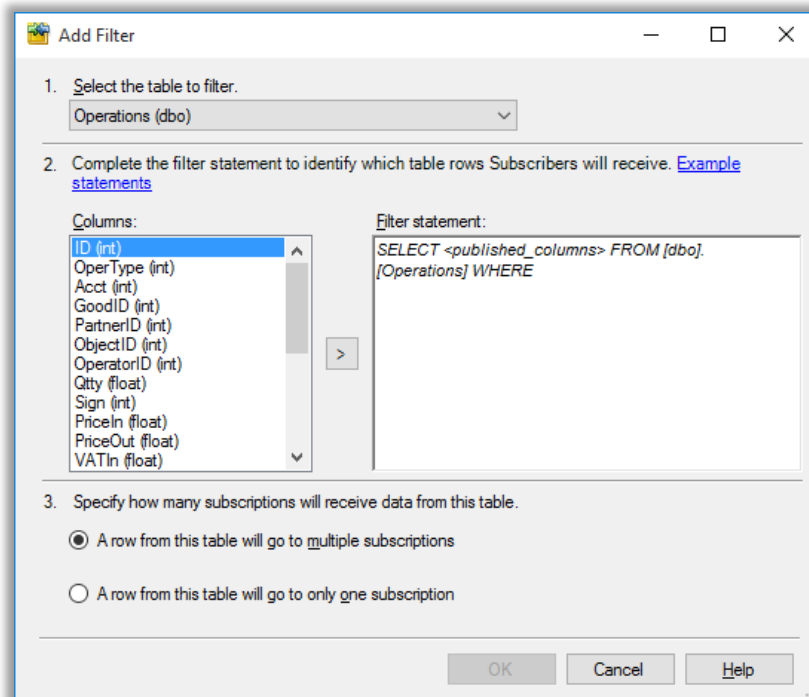 Add Filter
1. Select the table to filter.
Operations (dbo)
2. Complete the filter statement to identify which table rows Subscribers will receive. Example
statements
Columns:
ID (int)
OperType (int)
Acct (int)
GoodID (int)
PartnerID (int)
ObjectID (int)
OperatorID (int)
Qtty (float)
Sign (int)
PriceIn (float)
PriceOut (float)
VATIn (float)
>
Filter statement:
SELECT <published_columns> FROM [dbo].
[Operations] WHERE
3. Specify how many subscriptions will receive data from this table.
A row from this table will go to multiple subscriptions
A row from this table will go to only one subscription
OK Cancel Help